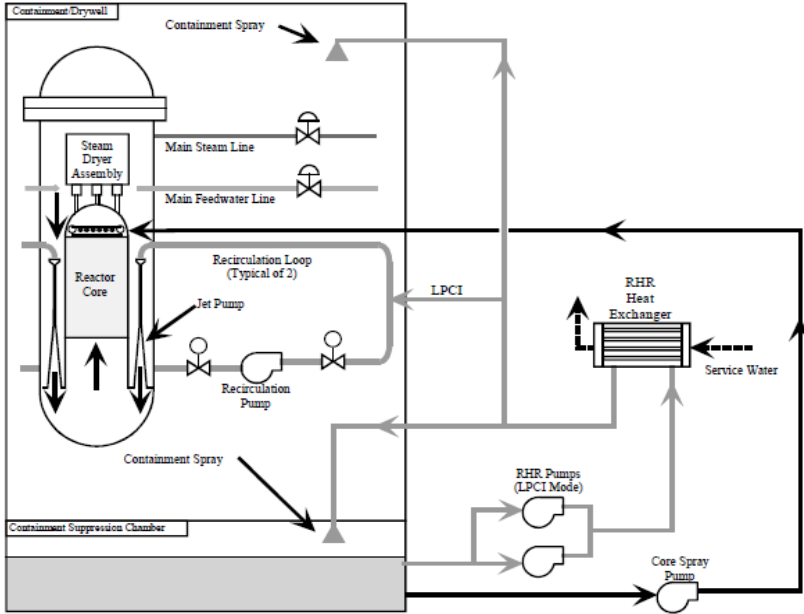 Containment/Drywell
Containment Spray
Steam
Dryer
Assembly
Main Steam Line
Main Feedwater Line
Recirculation Loop
(Typical of 2)
Reactor
Core
Jet Pump
LPCI
RHR
Heat
Exchanger
Service Water
Recirculation
Pump
Containment Spray
RHR Pumps
(LPCI Mode)
Containment Suppression Chamber
Core Spray
Pump